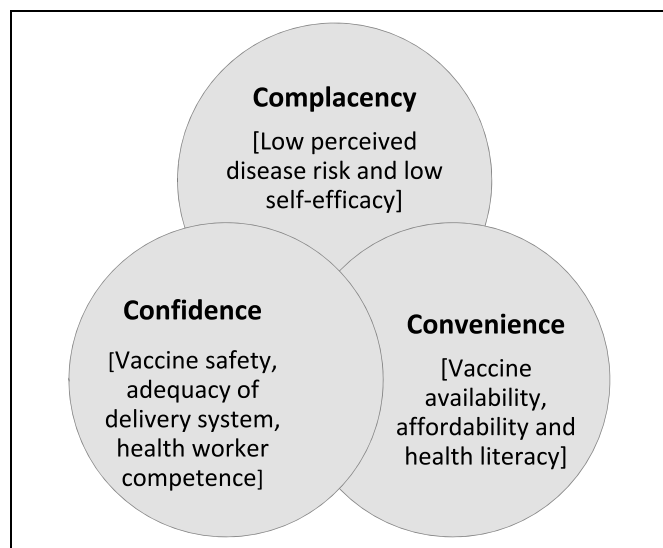 Complacency
[Low perceived
disease risk and low
self-efficacy]
Confidence
[Vaccine safety,
adequacy of
delivery system,
health worker
competence]
Convenience
[Vaccine
availability,
affordability and
health literacy]